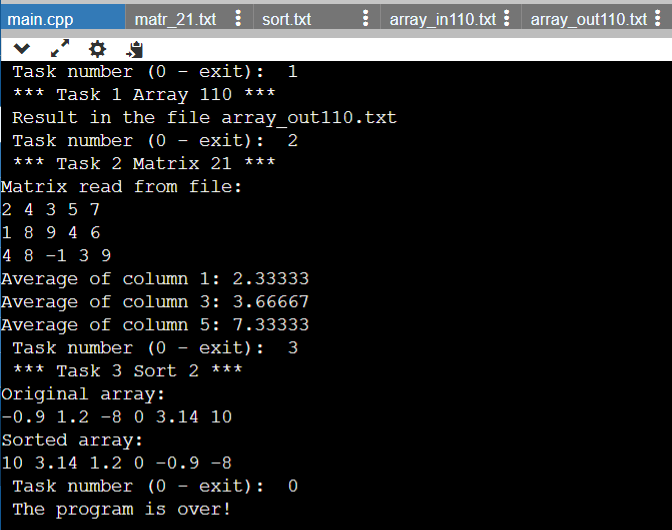 main.cpp matr_21.txt sort.txt array_in110.txt array_out110.txt
Task number (0 - exit):  1
*** Task 1 Array 110 ***
Result in the file array_out110.txt
Task number (0 - exit):  2
*** Task 2 Matrix 21 ***
Matrix read from file:
2 4 3 5 7
1 8 9 4 6
4 8 -1 3 9
Average of column 1: 2.33333
Average of column 3: 3.66667
Average of column 5: 7.33333
Task number (0 - exit):  3
*** Task 3 Sort 2 ***
Original array:
-0.9 1.2 -8 0 3.14 10
Sorted array:
10 3.14 1.2 0 -0.9 -8
Task number (0 - exit):  0
The program is over!